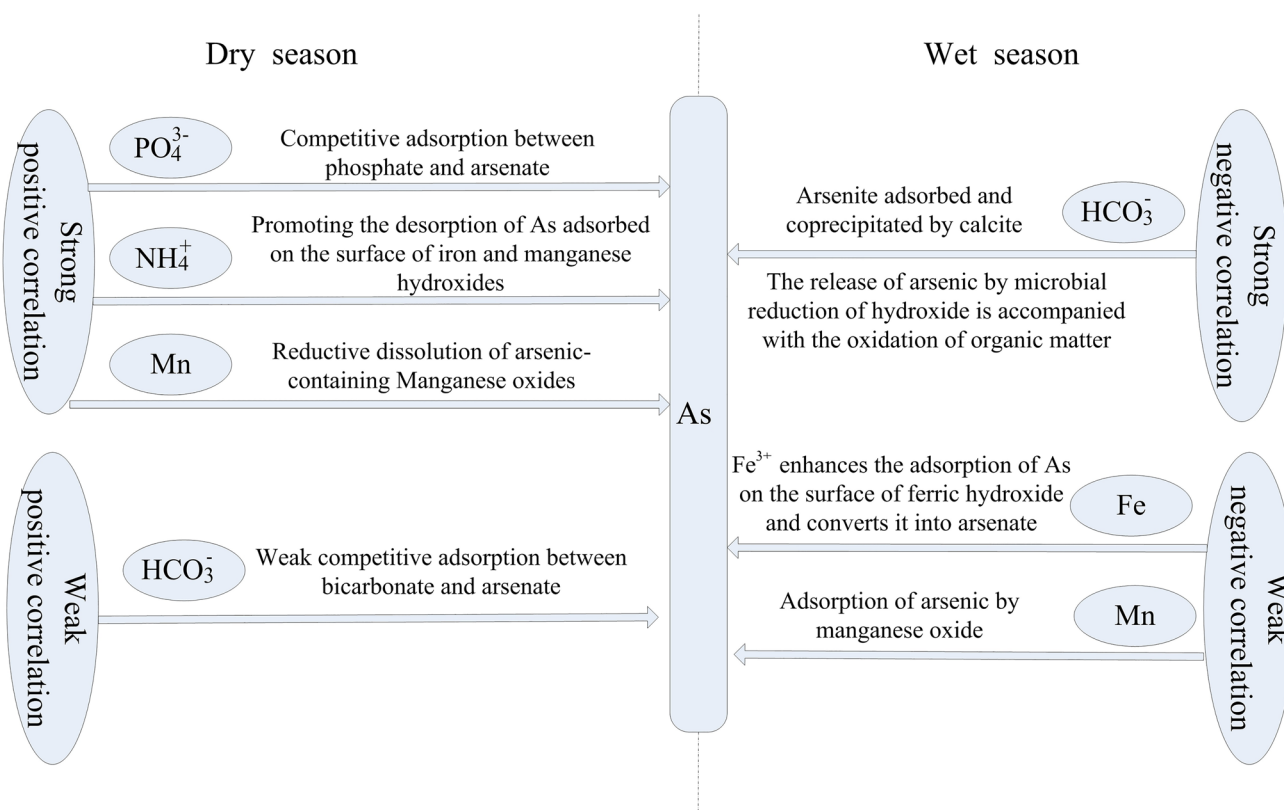 Dry season
Wet season
Strong
positive correlation
PO₄³⁻
Competitive adsorption between
phosphate and arsenate
NH₄⁺
Promoting the desorption of As adsorbed
on the surface of iron and manganese
hydroxides
Mn
Reductive dissolution of arsenic-
containing Manganese oxides
Weak
positive correlation
HCO₃⁻
Weak competitive adsorption between
bicarbonate and arsenate
As
Strong
negative correlation
HCO₃⁻
Arsenite adsorbed and
coprecipitated by calcite
The release of arsenic by microbial
reduction of hydroxide is accompanied
with the oxidation of organic matter
Weak
negative correlation
Fe
Fe³⁺ enhances the adsorption of As
on the surface of ferric hydroxide
and converts it into arsenate
Mn
Adsorption of arsenic by
manganese oxide